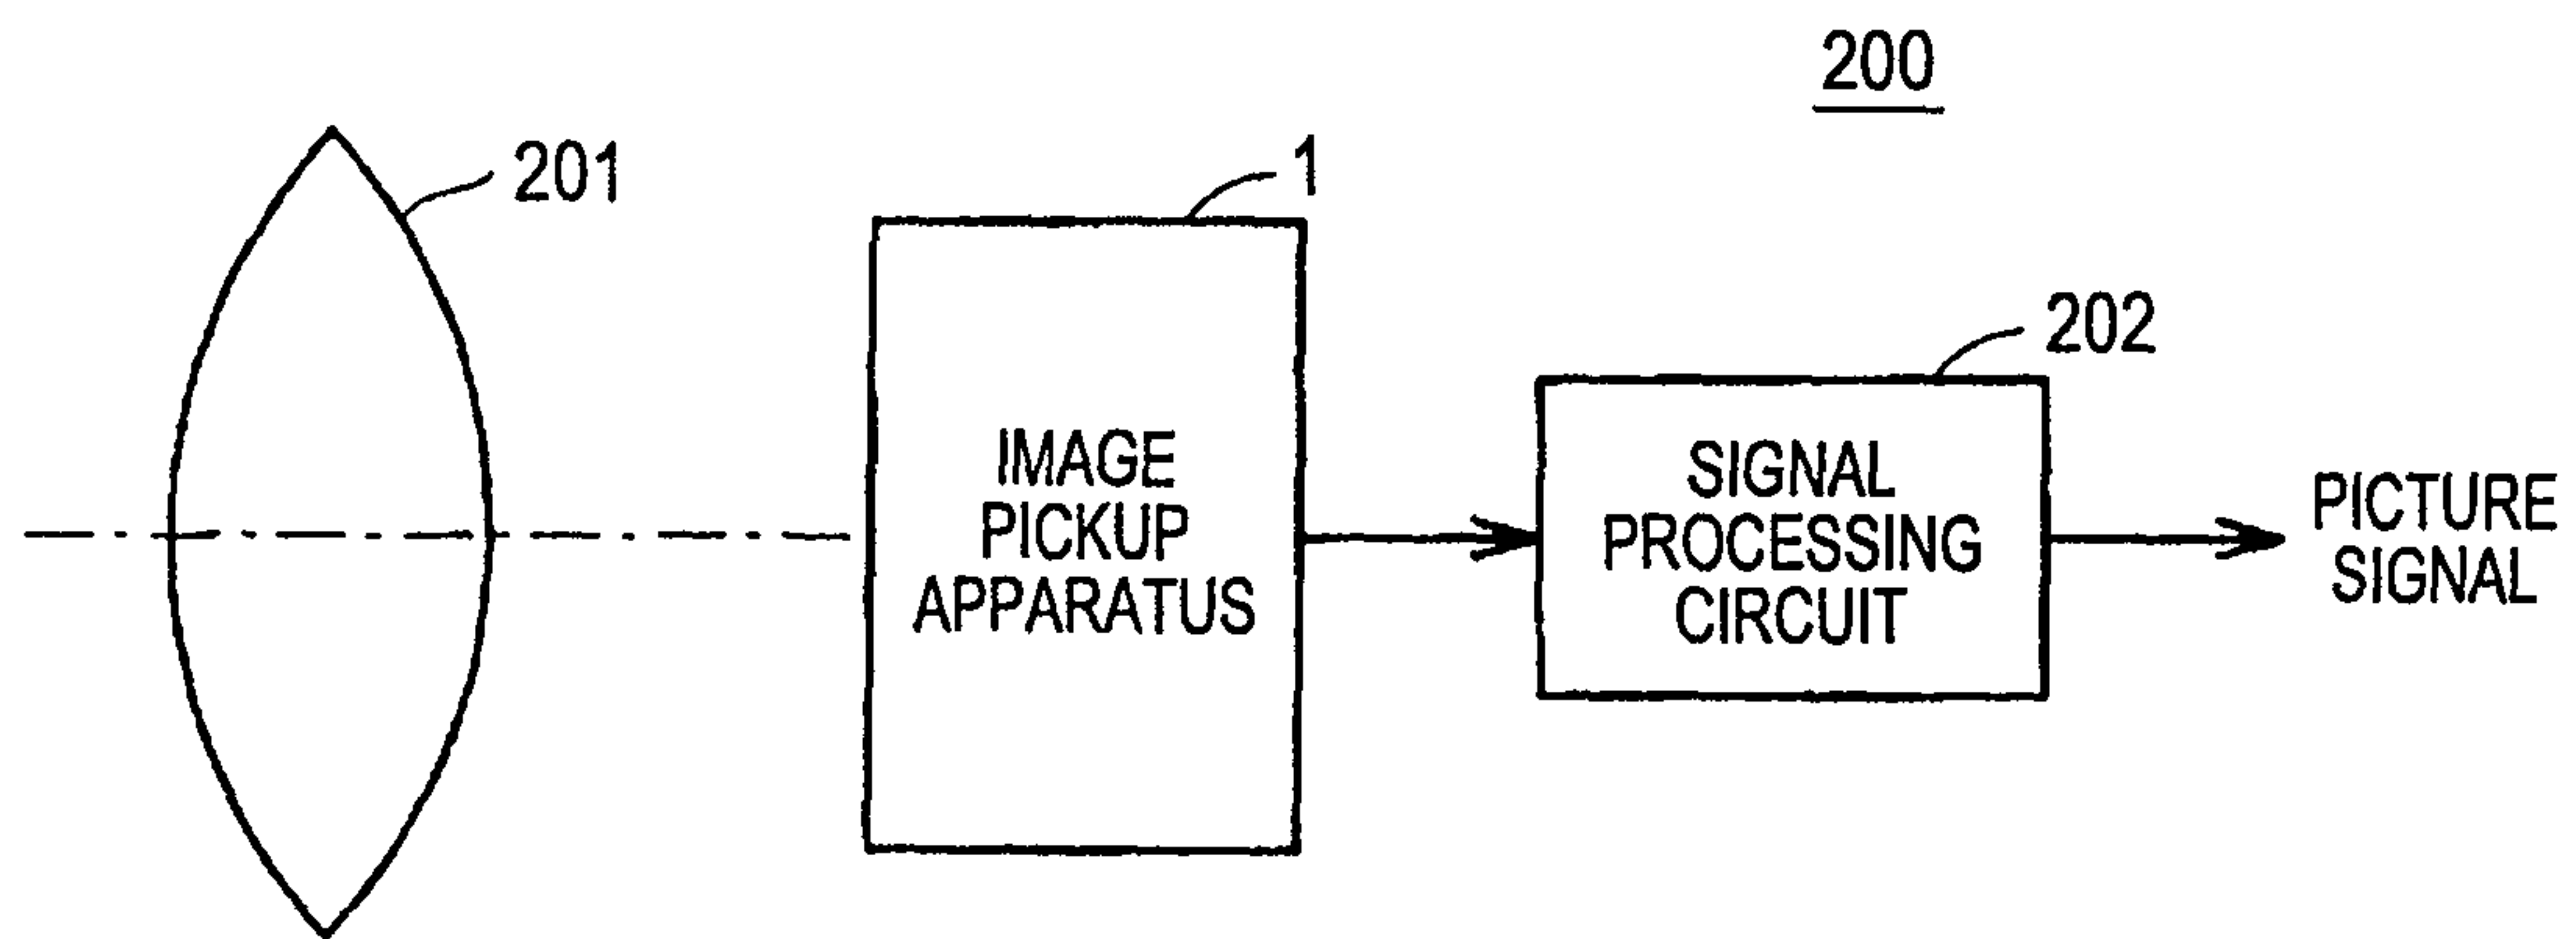 200
201
1
IMAGE
PICKUP
APPARATUS
202
SIGNAL
PROCESSING
CIRCUIT
PICTURE
SIGNAL